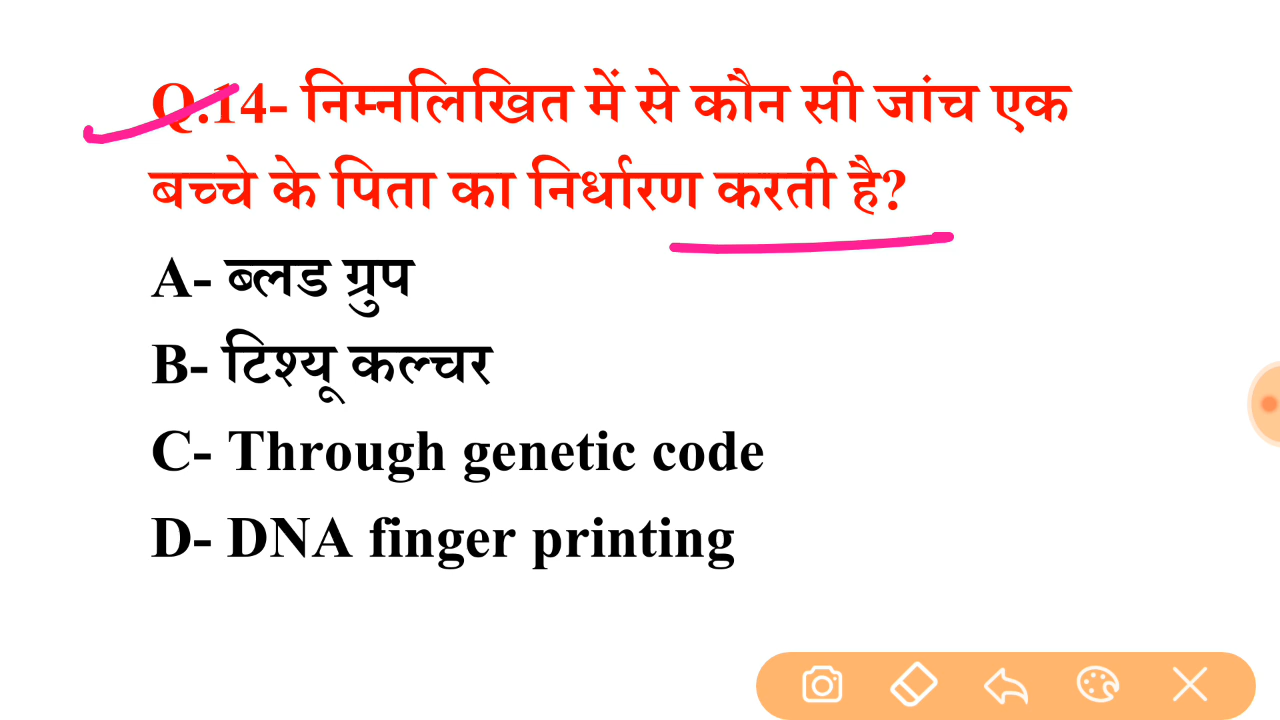 Q.14- निम्नलिखित में से कौन सी जांच एक
बच्चे के पिता का निर्धारण करती है?
A- ब्लड ग्रुप
B- टिश्यू कल्चर
C- Through genetic code
D- DNA finger printing